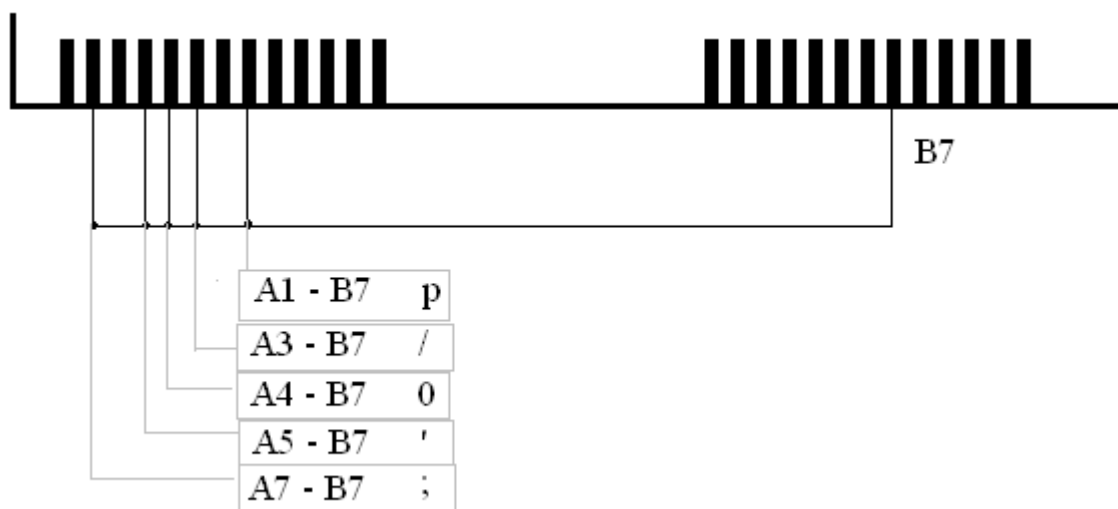 B7
A1 - B7 p
A3 - B7 /
A4 - B7 0
A5 - B7 '
A7 - B7 ;